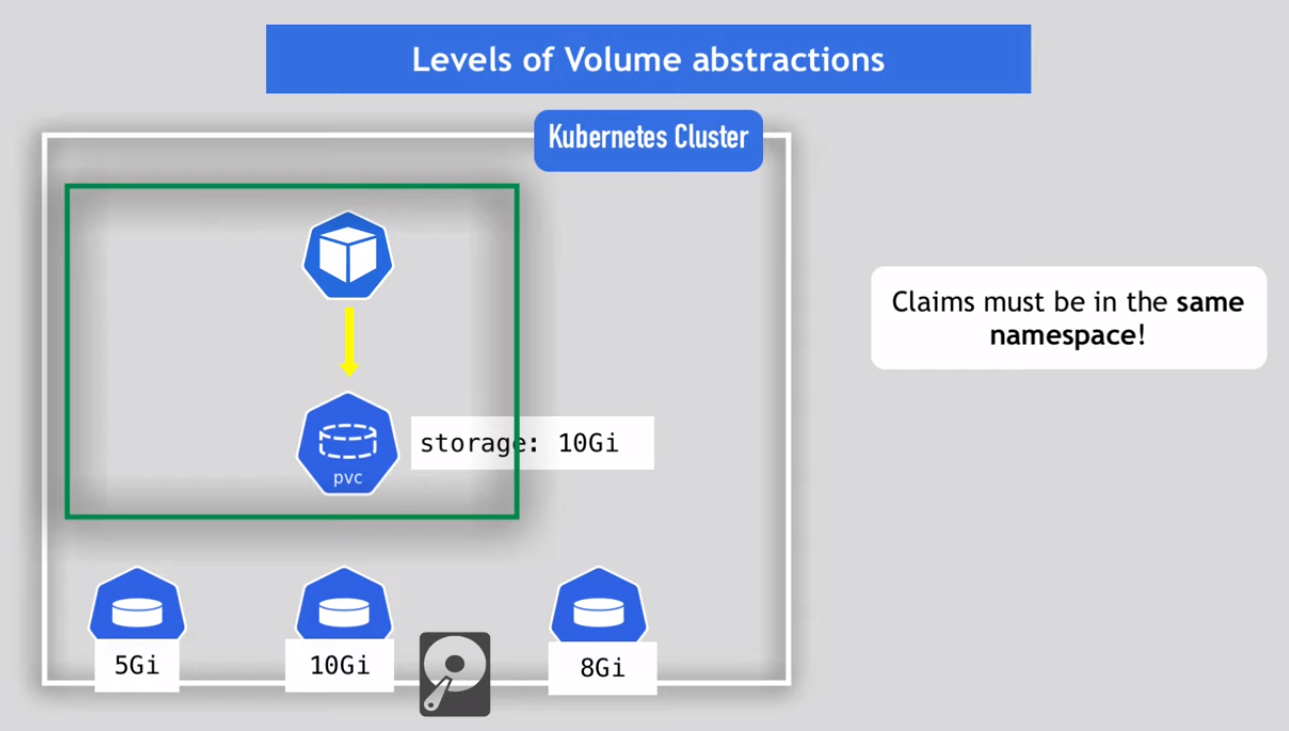 Levels of Volume abstractions
Kubernetes Cluster
Claims must be in the same
namespace!
storage: 10Gi
pvc
5Gi
10Gi
8Gi